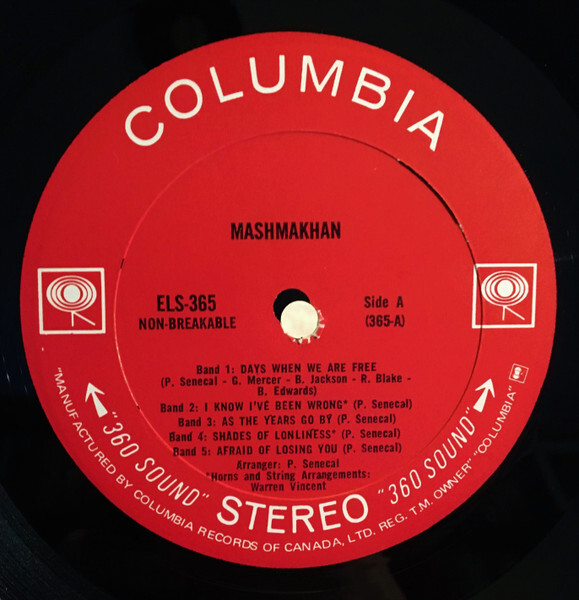 COLUMBIA
MASHMAKHAN
ELS-365
NON-BREAKABLE
Side A
(365-A)
Band 1: DAYS WHEN WE ARE FREE
(P. Senecal - G. Mercer - B. Jackson - R. Blake -
B. Edwards)
Band 2: I KNOW I'VE BEEN WRONG* (P. Senecal)
Band 3: AS THE YEARS GO BY (P. Senecal)
Band 4: SHADES OF LONLINESS* (P. Senecal)
Band 5: AFRAID OF LOSING YOU (P. Senecal)
Arranger: P. Senecal
*Horns and String Arrangements:
Warren Vincent
"360 SOUND" STEREO "360 SOUND"
"MANUFACTURED BY COLUMBIA RECORDS OF CANADA, LTD. REG. T.M. OWNER" "COLUMBIA"